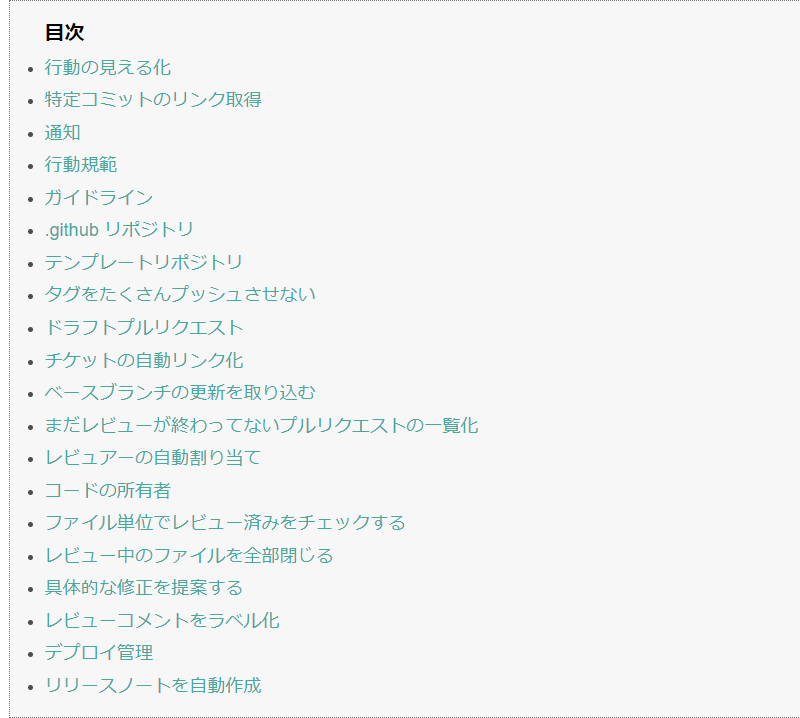 目次
行動の見える化
特定コミットのリンク取得
通知
行動規範
ガイドライン
.github リポジトリ
テンプレートリポジトリ
タグをたくさんプッシュさせない
ドラフトプルリクエスト
チケットの自動リンク化
ベースブランチの更新を取り込む
まだレビューが終わってないプルリクエストの一覧化
レビュアーの自動割り当て
コードの所有者
ファイル単位でレビュー済みをチェックする
レビュー中のファイルを全部閉じる
具体的な修正を提案する
レビューコメントをラベル化
デプロイ管理
リリースノートを自動作成